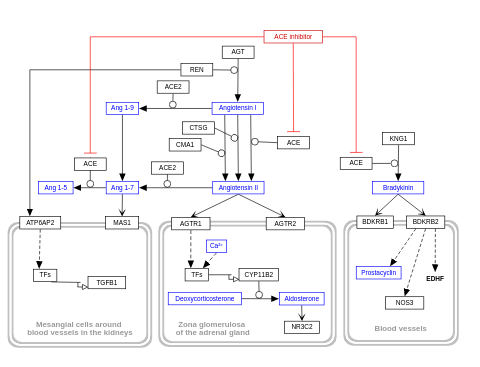 ACE inhibitor
AGT
REN
ACE2
Ang 1-9
Angiotensin I
CTSG
KNG1
CMA1
ACE
ACE
ACE2
ACE
Ang 1-5
Ang 1-7
Angiotensin II
Bradykinin
ATP6AP2
MAS1
AGTR1
AGTR2
BDKRB1
BDKRB2
Ca²⁺
TFs
TGFB1
TFs
CYP11B2
Prostacyclin
EDHF
Deoxycorticosterone
Aldosterone
NOS3
NR3C2
Mesangial cells around
blood vessels in the kidneys
Zona glomerulosa
of the adrenal gland
Blood vessels